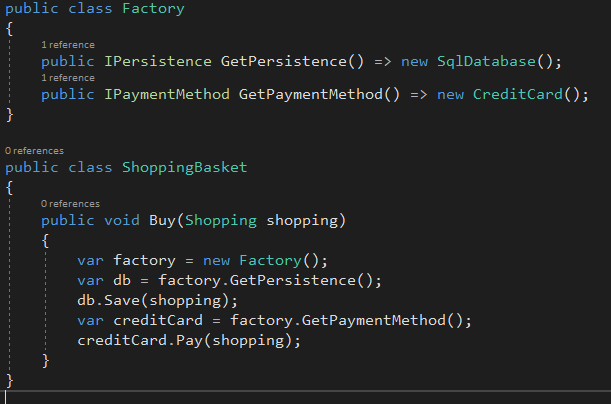 public class Factory
{
1 reference
public IPersistence GetPersistence() => new SqlDatabase();
1 reference
public IPaymentMethod GetPaymentMethod() => new CreditCard();
}
0 references
public class ShoppingBasket
{
0 references
public void Buy(Shopping shopping)
{
var factory = new Factory();
var db = factory.GetPersistence();
db.Save(shopping);
var creditCard = factory.GetPaymentMethod();
creditCard.Pay(shopping);
}
}